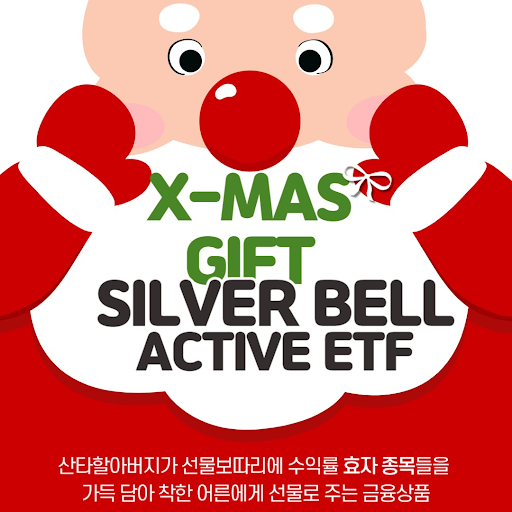 X-MAS
GIFT
SILVER BELL
ACTIVE ETF
산타할아버지가 선물보따리에 수익률 효자 종목들을
가득 담아 착한 어른에게 선물로 주는 금융상품